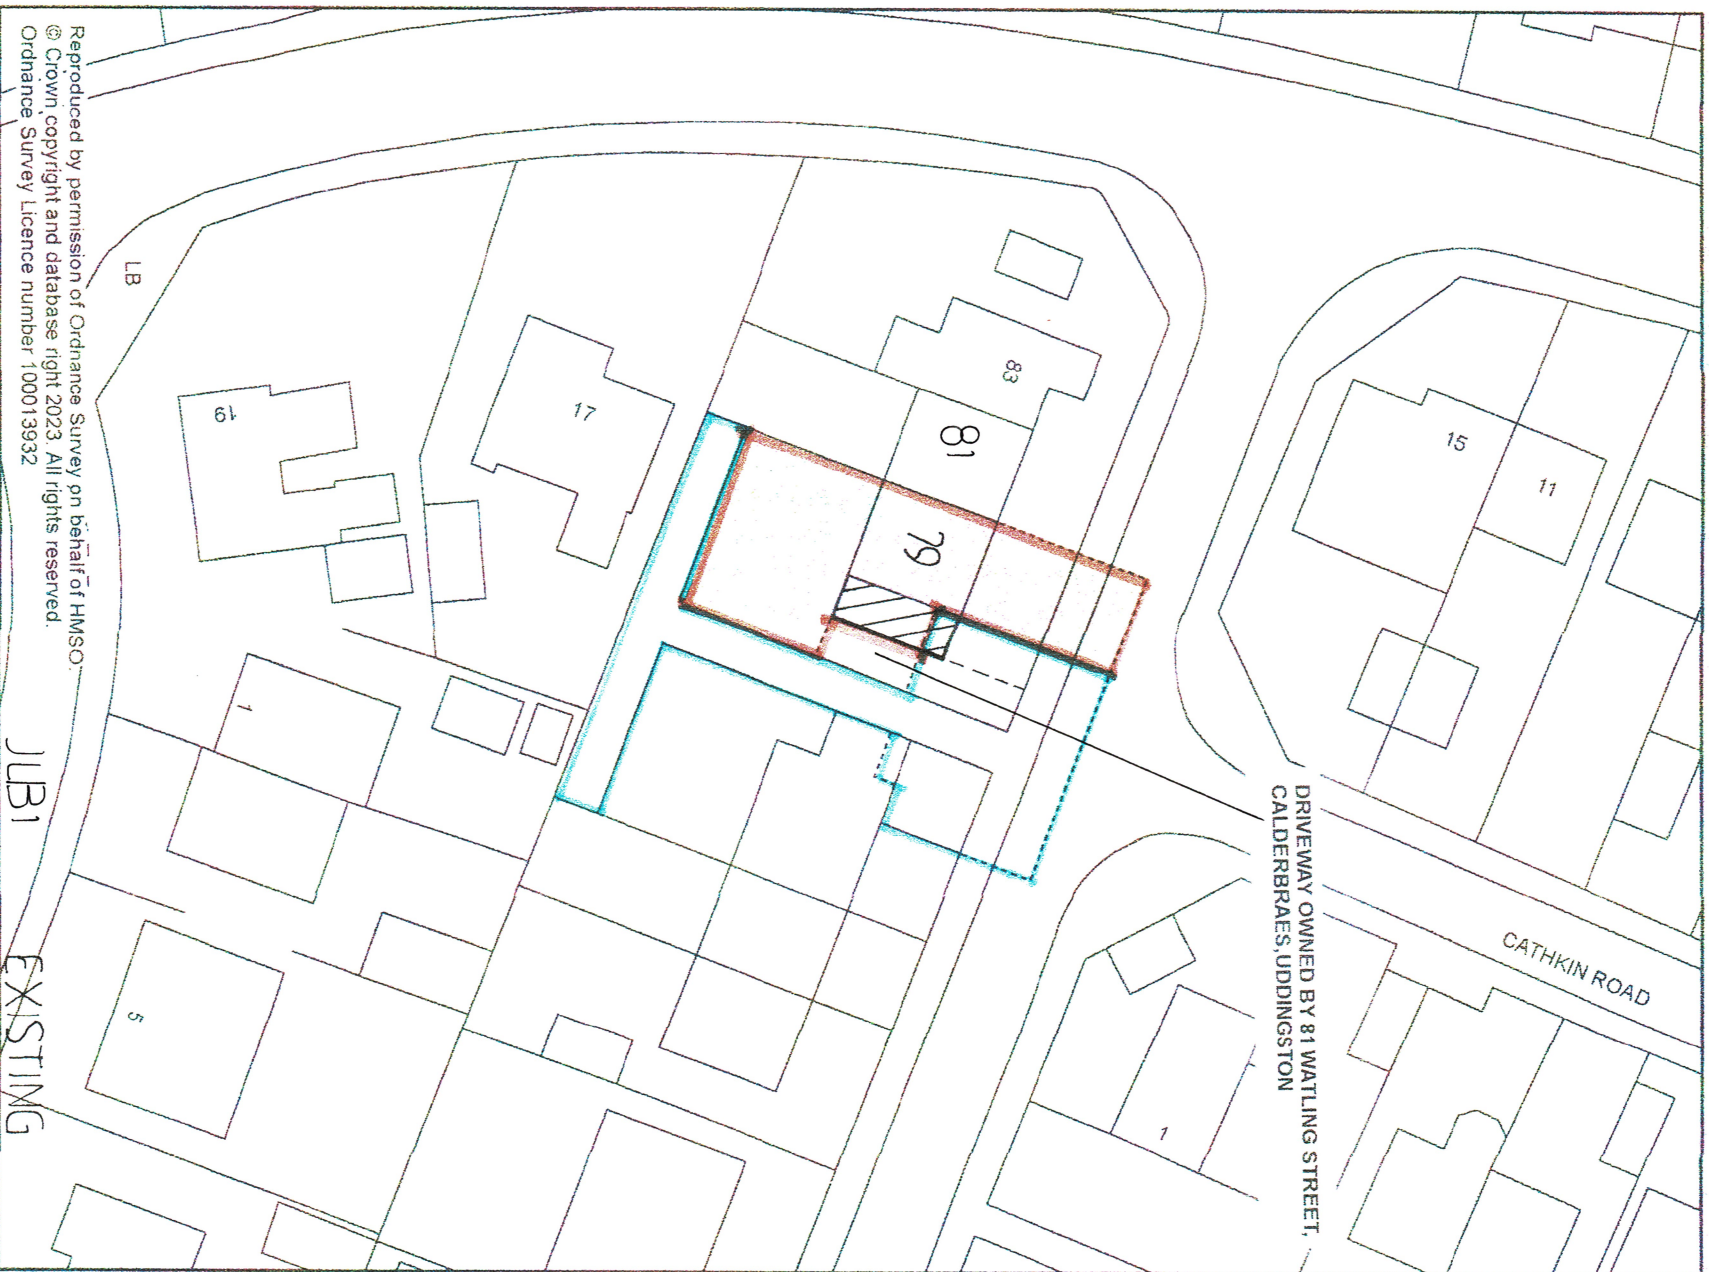 Reproduced by permission of Ordnance Survey on behalf of HMSO.
© Crown copyright and database right 2023. All rights reserved.
Ordnance Survey Licence number 100013932
LB
19
17
83
81
79
15
11
DRIVEWAY OWNED BY 81 WATLING STREET,
CALDERBRAES, UDDINGSTON
CATHKIN ROAD
1
1
5
JLB1
EXISTING